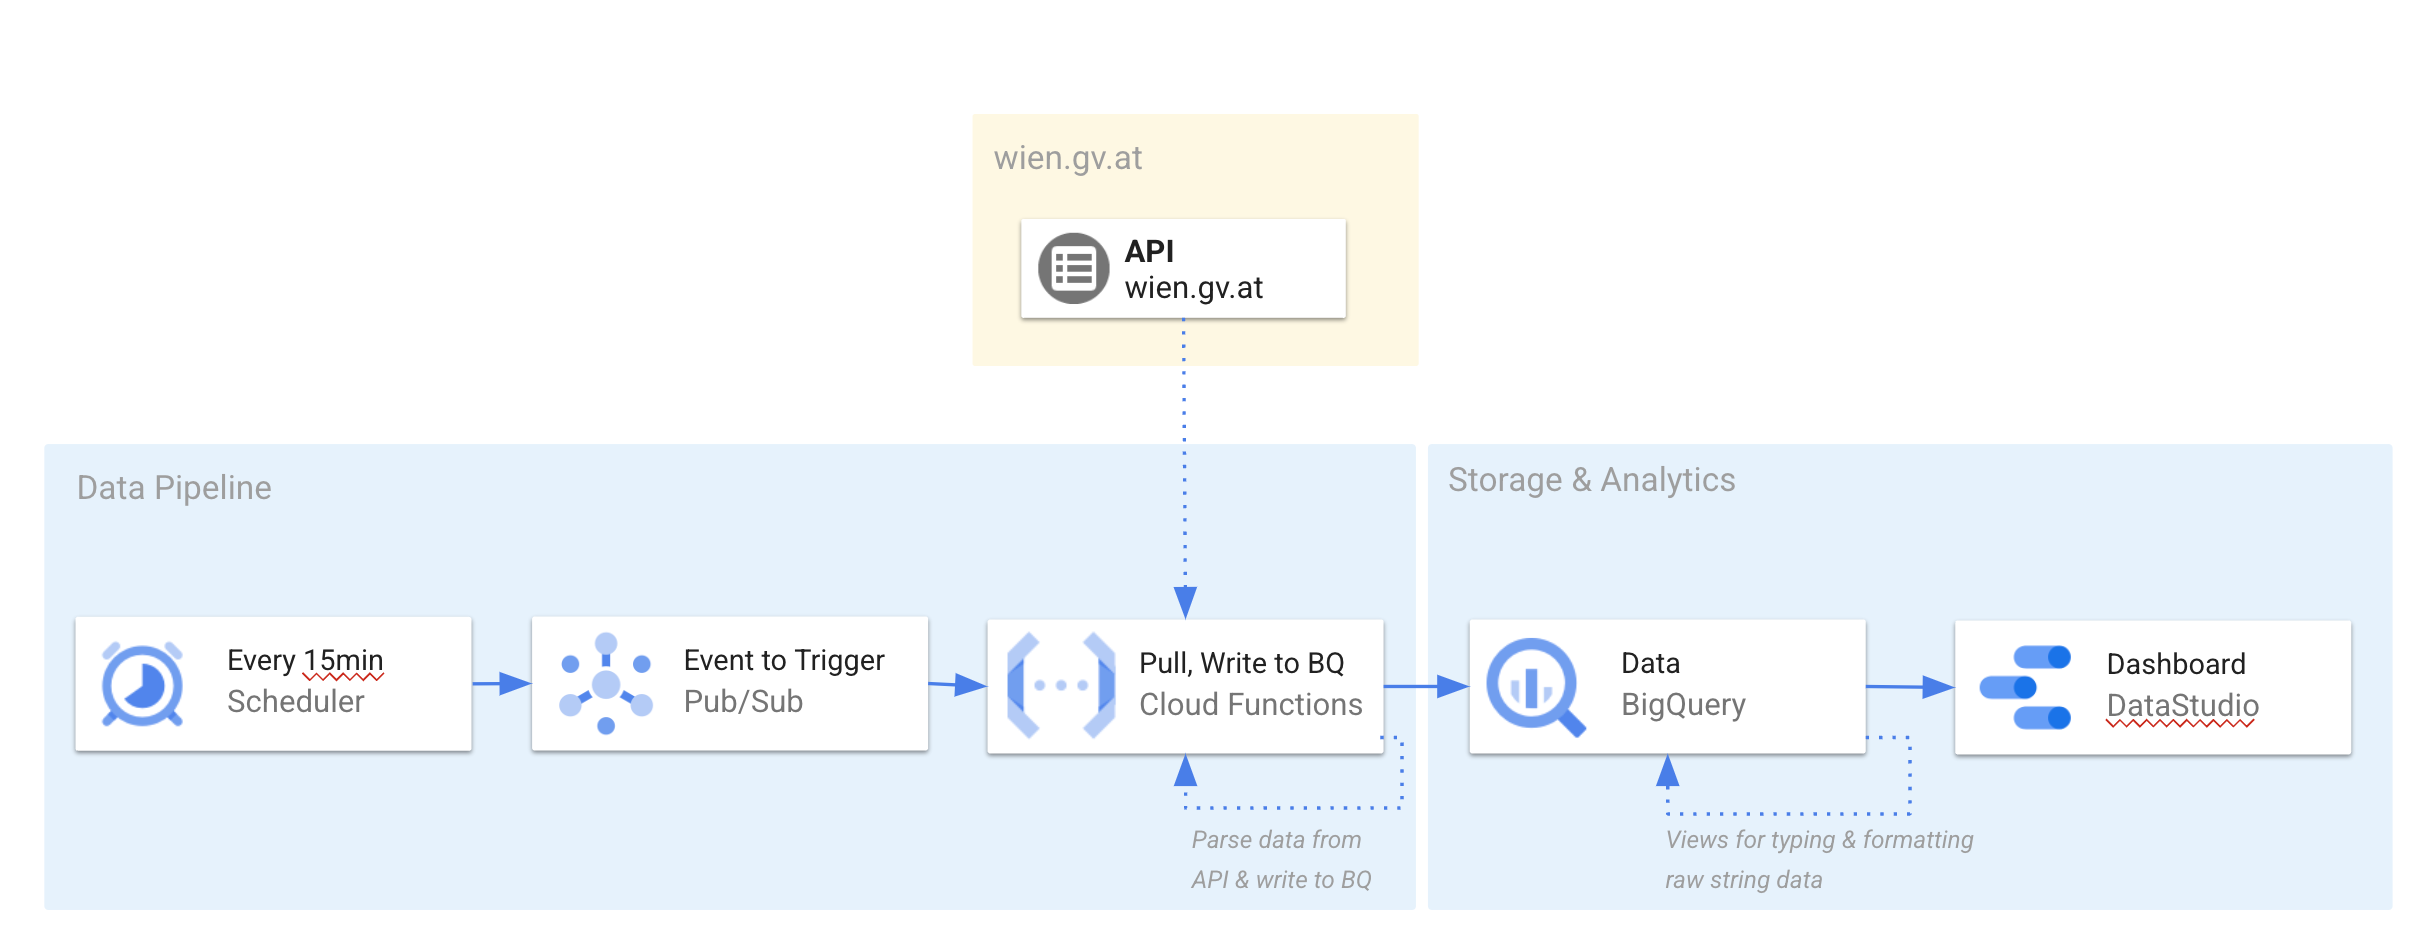 wien.gv.at
API
wien.gv.at
Data Pipeline
Every 15min
Scheduler
Event to Trigger
Pub/Sub
Pull, Write to BQ
Cloud Functions
Parse data from
API & write to BQ
Storage & Analytics
Data
BigQuery
Views for typing & formatting
raw string data
Dashboard
DataStudio